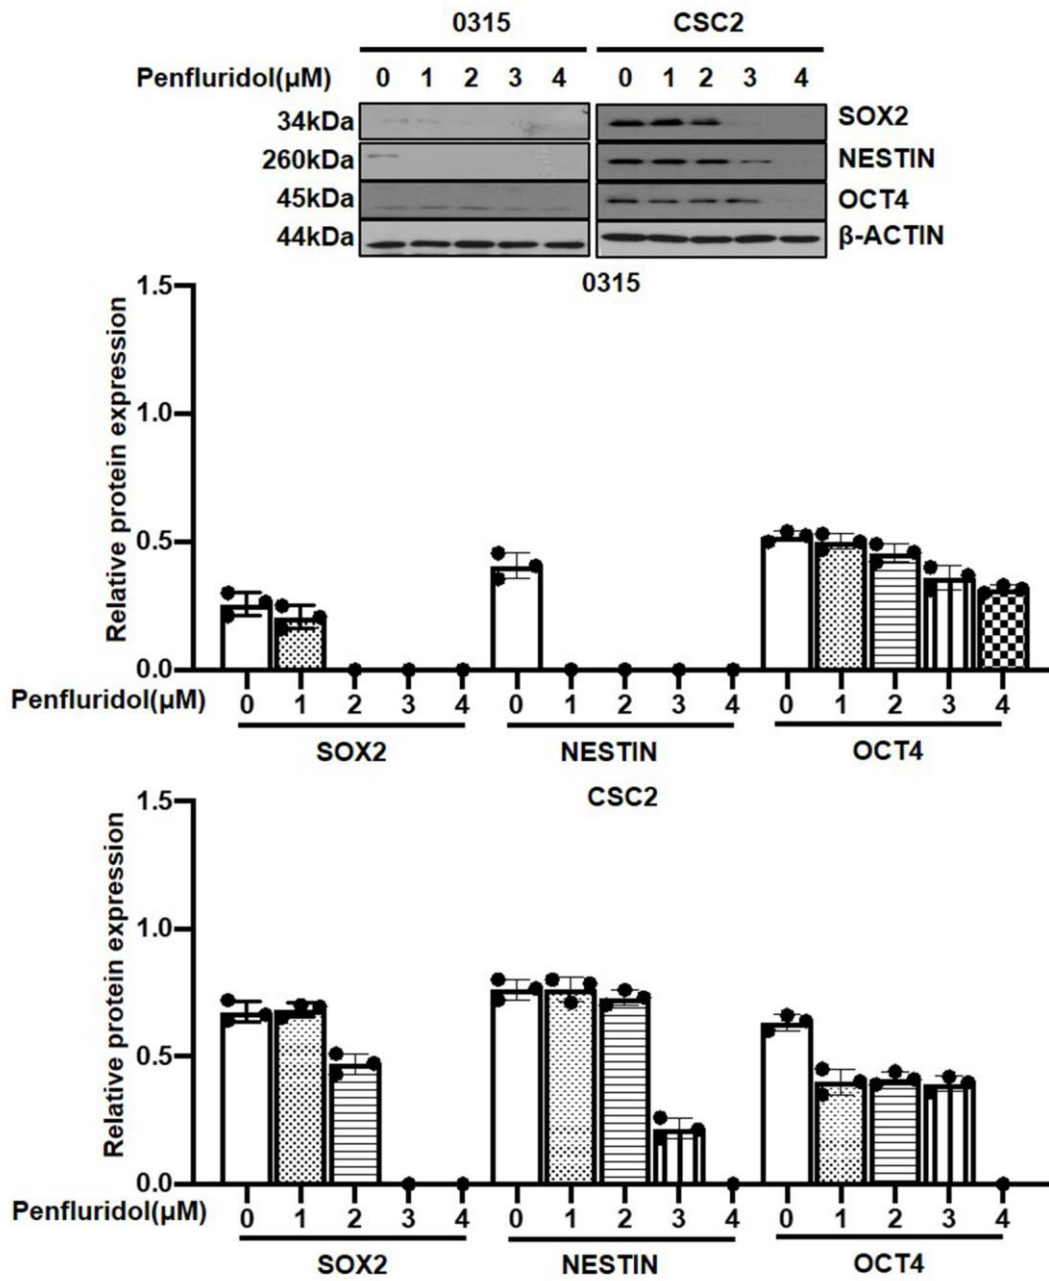 0315 CSC2
Penfluridol(μM) 0 1 2 3 4 0 1 2 3 4
34kDa SOX2
260kDa NESTIN
45kDa OCT4
44kDa β-ACTIN
0315
Relative protein expression
1.5
1.0
0.5
0.0
Penfluridol(μM) 0 1 2 3 4 0 1 2 3 4 0 1 2 3 4
SOX2 NESTIN OCT4
CSC2
Relative protein expression
1.5
1.0
0.5
0.0
Penfluridol(μM) 0 1 2 3 4 0 1 2 3 4 0 1 2 3 4
SOX2 NESTIN OCT4